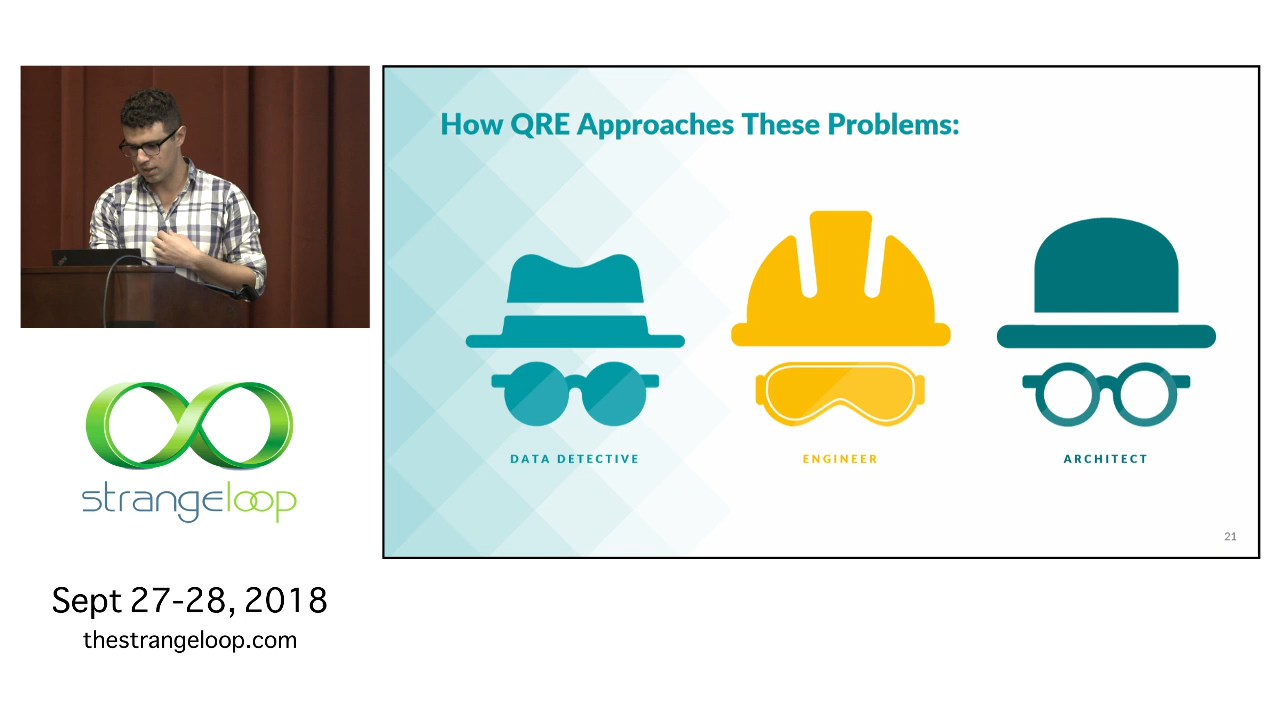 How QRE Approaches These Problems:
DATA DETECTIVE
ENGINEER
ARCHITECT
21
strangeloop
Sept 27-28, 2018
thestrangeloop.com